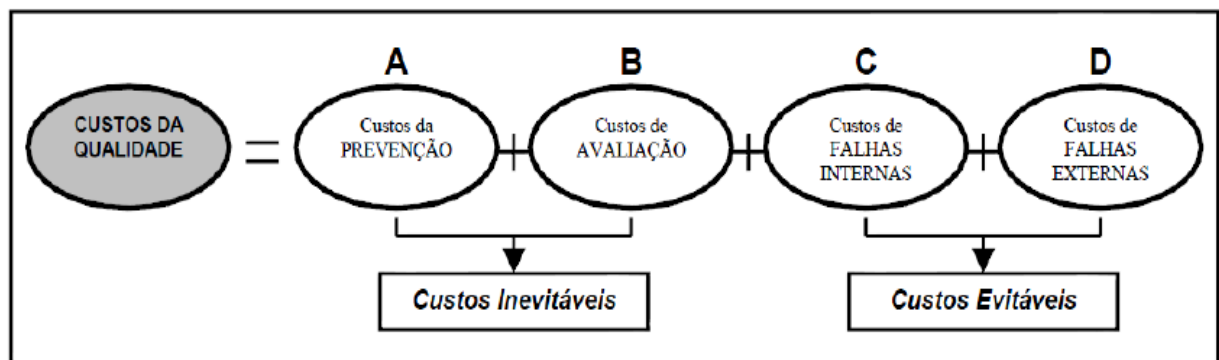 A
B
C
D
CUSTOS DA
QUALIDADE
=
Custos da
PREVENÇÃO
+
Custos de
AVALIAÇÃO
+
Custos de
FALHAS
INTERNAS
+
Custos de
FALHAS
EXTERNAS
Custos Inevitáveis
Custos Evitáveis